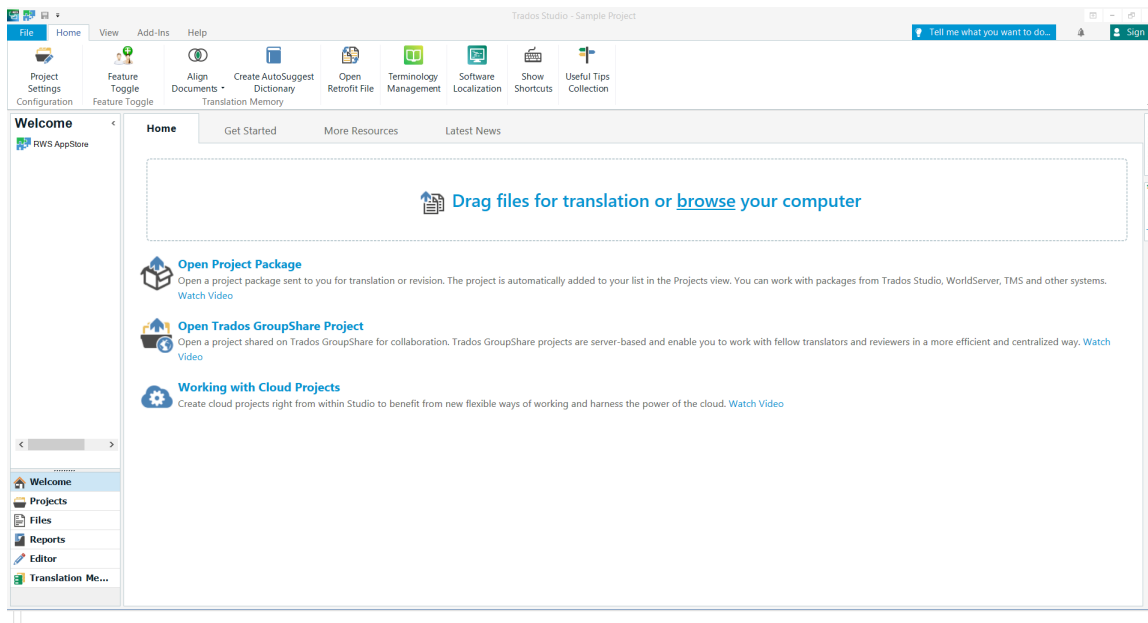 Trados Studio - Sample Project
File Home View Add-Ins Help
Tell me what you want to do...
Sign
Project Settings
Feature Toggle
Align Documents
Create AutoSuggest Dictionary
Open Retrofit File
Terminology Management
Software Localization
Show Shortcuts
Useful Tips Collection
Configuration
Feature Toggle
Translation Memory
Welcome
RWS AppStore
Home Get Started More Resources Latest News
Drag files for translation or browse your computer
Open Project Package
Open a project package sent to you for translation or revision. The project is automatically added to your list in the Projects view. You can work with packages from Trados Studio, WorldServer, TMS and other systems.
Watch Video
Open Trados GroupShare Project
Open a project shared on Trados GroupShare for collaboration. Trados GroupShare projects are server-based and enable you to work with fellow translators and reviewers in a more efficient and centralized way. Watch
Video
Working with Cloud Projects
Create cloud projects right from within Studio to benefit from new flexible ways of working and harness the power of the cloud. Watch Video
Welcome
Projects
Files
Reports
Editor
Translation Me...